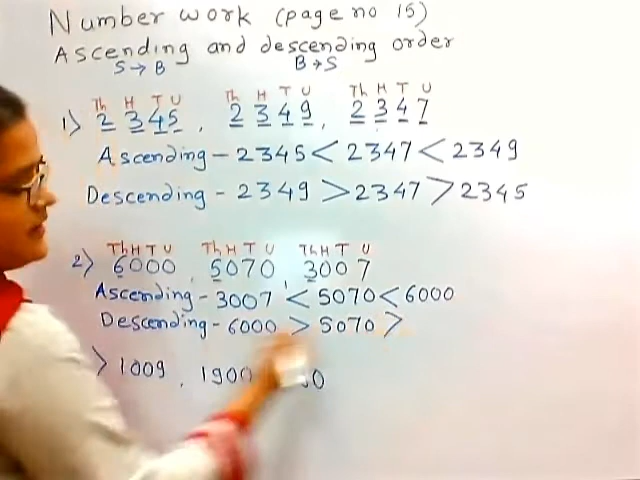 Number work (page no 15)
Ascending and descending order
S → B B → S
Th H T U Th H T U Th H T U
1) 2345, 2349, 2347
Ascending - 2345 < 2347 < 2349
Descending - 2349 > 2347 > 2345
Th H T U Th H T U Th H T U
2) 6000, 5070, 3007
Ascending - 3007 < 5070 < 6000
Descending - 6000 > 5070 >
) 1009, 1900